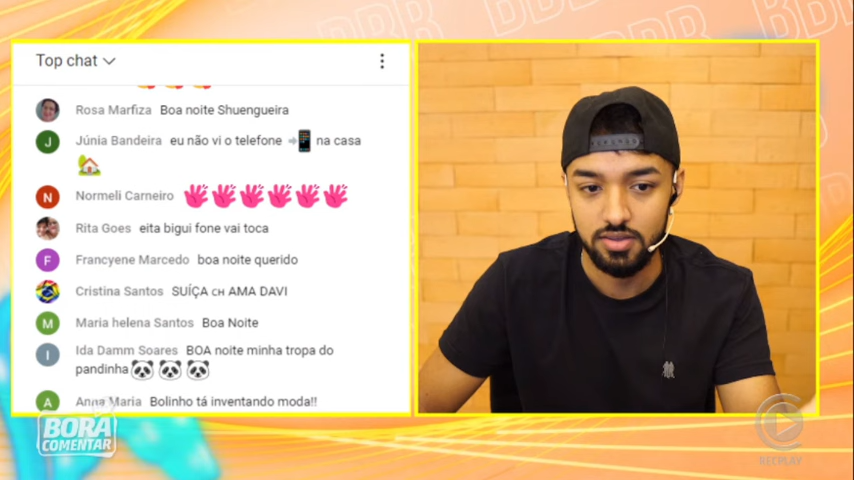 BBB
BBB
Top chat
Rosa Marfiza Boa noite Shuengueira
Júnia Bandeira eu não vi o telefone na casa
Normeli Carneiro
J
N
Rita Goes eita bigui fone vai toca
F
Francyene Marcedo boa noite querido
Cristina Santos SUÍÇA CH AMA DAVI
M
Maria helena Santos Boa Noite
I
Ida Damm Soares BOA noite minha tropa do
pandinha
A
Anna Maria Bolinho tá inventando moda!!
BORA
COMENTAR
RECPLAY